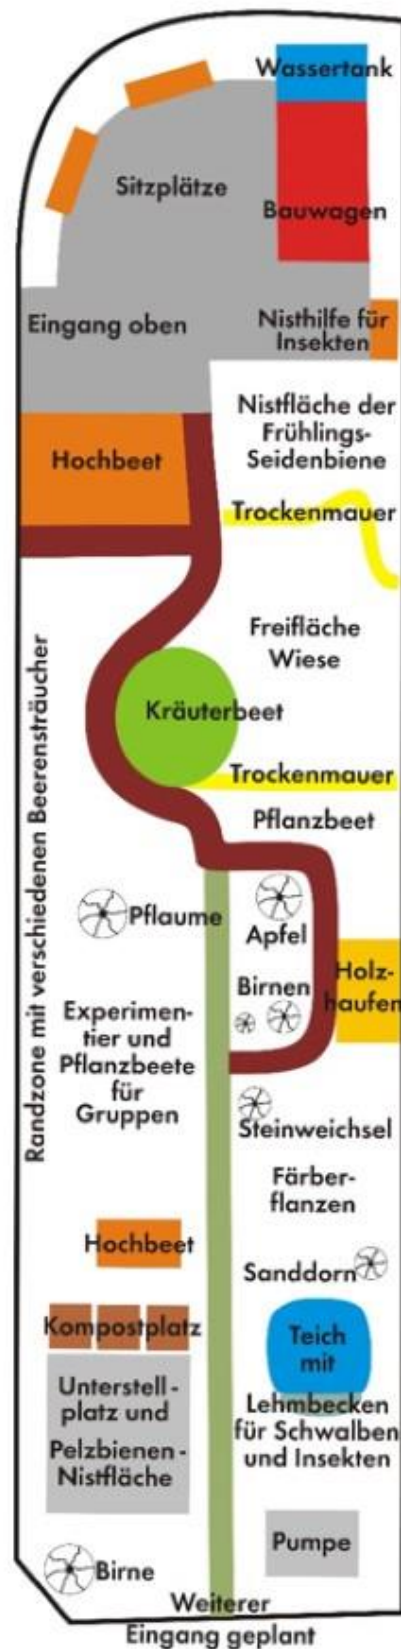 Wassertank
Sitzplätze
Bauwagen
Eingang oben
Nisthilfe für
Insekten
Nistfläche der
Frühlings-
Seidenbiene
Hochbeet
Trockenmauer
Freifläche
Wiese
Kräuterbeet
Trockenmauer
Pflanzbeet
Randzone mit verschiedenen Beerensträucher
Pflaume
Apfel
Birnen
Holz-
haufen
Experimen-
tier und
Pflanzbeete
für
Gruppen
Steinweichsel
Färber-
flanzen
Hochbeet
Sanddorn
Kompostplatz
Teich
mit
Lehmbecken
für Schwalben
und Insekten
Unterstell-
platz und
Pelzbienen-
Nistfläche
Pumpe
Birne
Weiterer
Eingang geplant